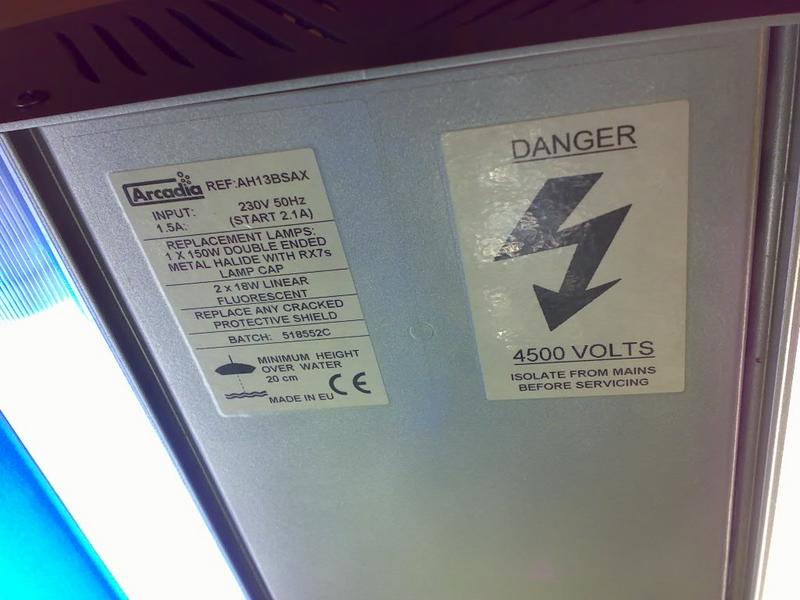 Arcadia REF:AH13BSAX
INPUT: 230V 50Hz
1.5A: (START 2.1A)
REPLACEMENT LAMPS:
1 X 150W DOUBLE ENDED
METAL HALIDE WITH RX7s
LAMP CAP
2 x 18W LINEAR
FLUORESCENT
REPLACE ANY CRACKED
PROTECTIVE SHIELD
BATCH: 518552C
MINIMUM HEIGHT
OVER WATER
20 cm
MADE IN EU CE
DANGER
4500 VOLTS
ISOLATE FROM MAINS
BEFORE SERVICING